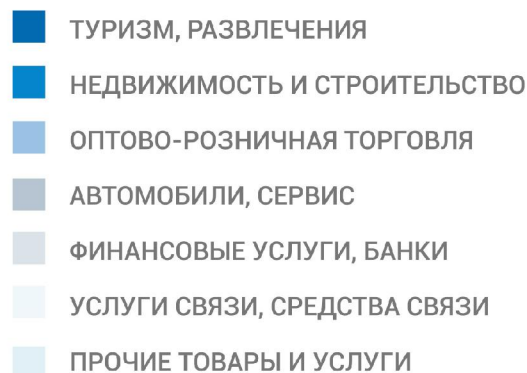 ТУРИЗМ, РАЗВЛЕЧЕНИЯ
НЕДВИЖИМОСТЬ И СТРОИТЕЛЬСТВО
ОПТОВО-РОЗНИЧНАЯ ТОРГОВЛЯ
АВТОМОБИЛИ, СЕРВИС
ФИНАНСОВЫЕ УСЛУГИ, БАНКИ
УСЛУГИ СВЯЗИ, СРЕДСТВА СВЯЗИ
ПРОЧИЕ ТОВАРЫ И УСЛУГИ